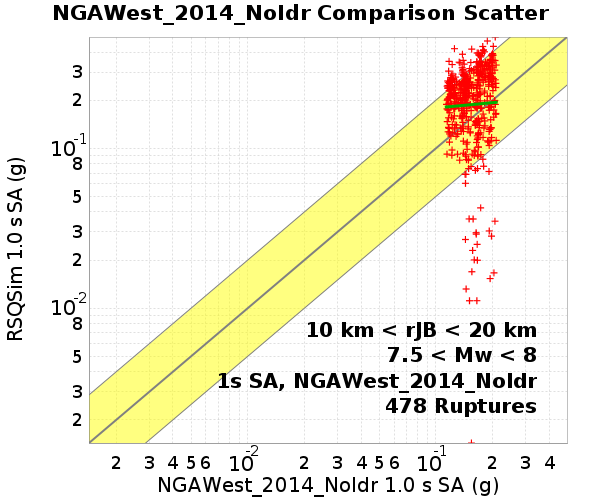 NGAWest_2014_NoIdr Comparison Scatter
RSQSim 1.0 s SA (g)
3
2
10-1
8
5
3
2
10-2
8
5
3
2
10 km < rJB < 20 km
7.5 < Mw < 8
1s SA, NGAWest_2014_NoIdr
478 Ruptures
2 3 4 5 6 10-2 2 3 4 5 6 10-1 2 3 4
NGAWest_2014_NoIdr 1.0 s SA (g)